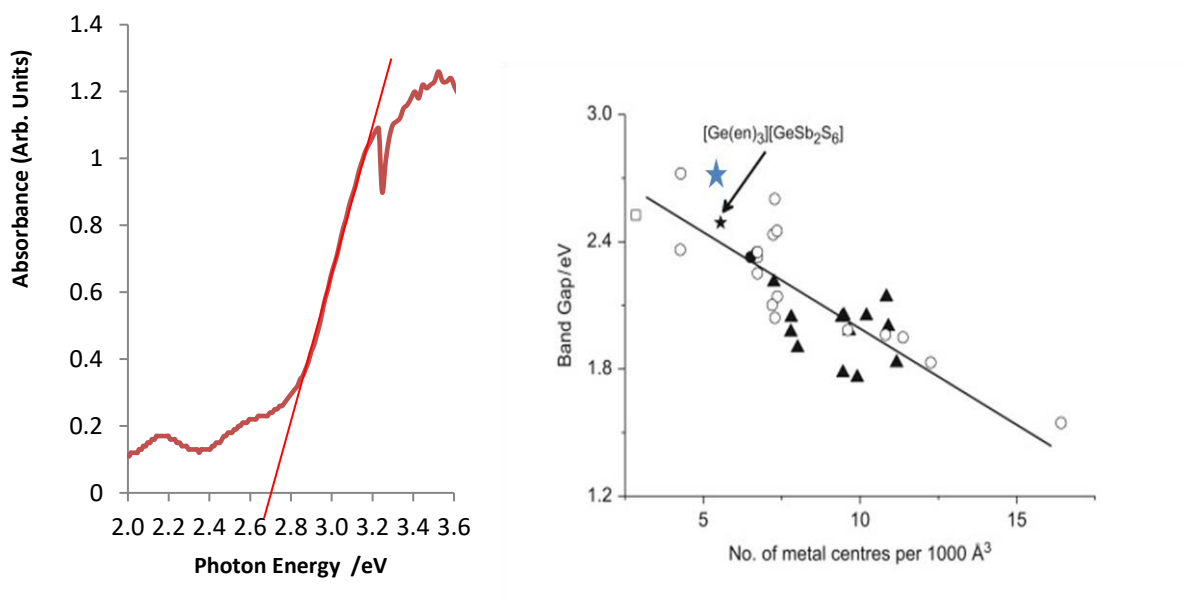 1.4
1.2
1
0.8
0.6
0.4
0.2
0
2.0 2.2 2.4 2.6 2.8 3.0 3.2 3.4 3.6
Absorbance (Arb. Units)
Photon Energy /eV
3.0
2.4
1.8
1.2
5 10 15
[Ge(en)3][GeSb2S6]
Band Gap/eV
No. of metal centres per 1000 Å3